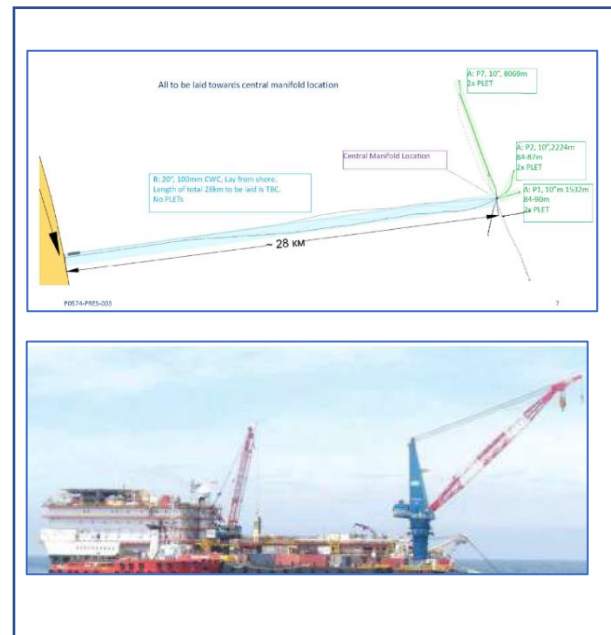 All to be laid towards central manifold location
A: P7, 10", 8069m
2x PLET
Central Manifold Location
A: P2, 10",2224m
84-87m
2x PLET
B: 20", 100mm CWC, Lay from shore.
Length of total 28km to be laid is TBC.
No PLETs
A: P1, 10"m 1532m
84-90m
2x PLET
~ 28 KM
P0574-PRES-003
7